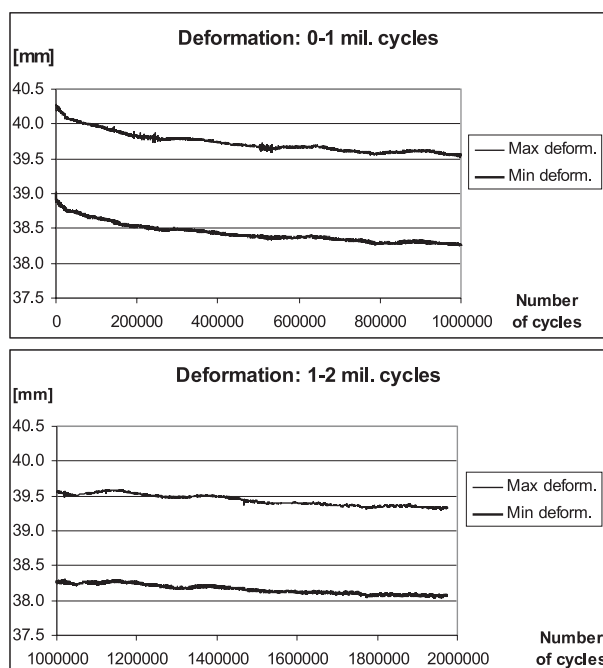 Deformation: 0-1 mil. cycles
[mm]
40.5
40.0
39.5
39.0
38.5
38.0
37.5
0 200000 400000 600000 800000 1000000
Max deform.
Min deform.
Number
of cycles
Deformation: 1-2 mil. cycles
[mm]
40.5
40.0
39.5
39.0
38.5
38.0
37.5
1000000 1200000 1400000 1600000 1800000 2000000
Max deform.
Min deform.
Number
of cycles